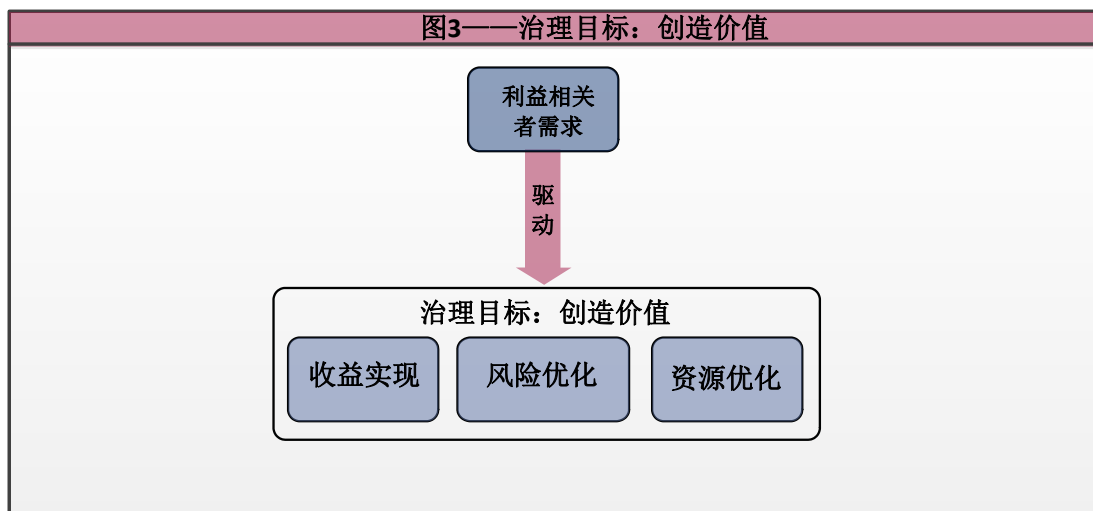 图3——治理目标：创造价值
利益相关
者需求
驱
动
治理目标：创造价值
收益实现
风险优化
资源优化